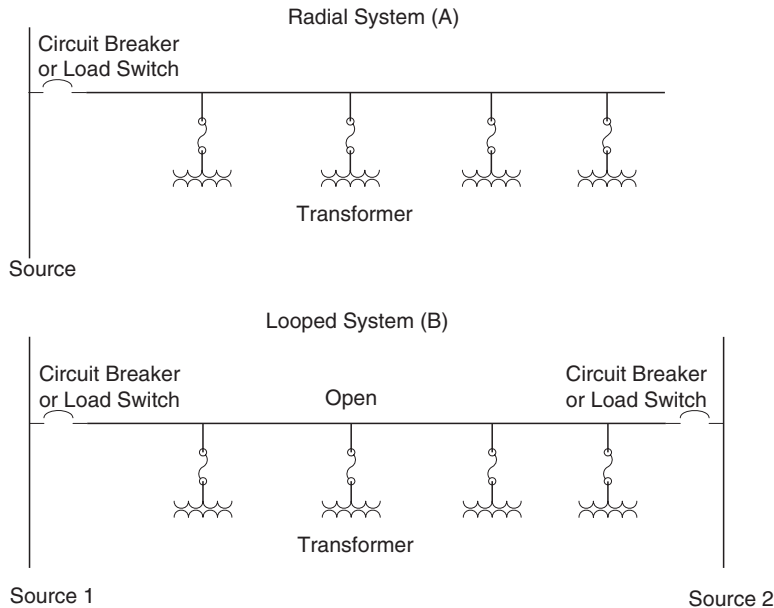 Radial System (A)
Circuit Breaker
or Load Switch
Transformer
Source
Looped System (B)
Circuit Breaker
or Load Switch
Open
Circuit Breaker
or Load Switch
Transformer
Source 1
Source 2